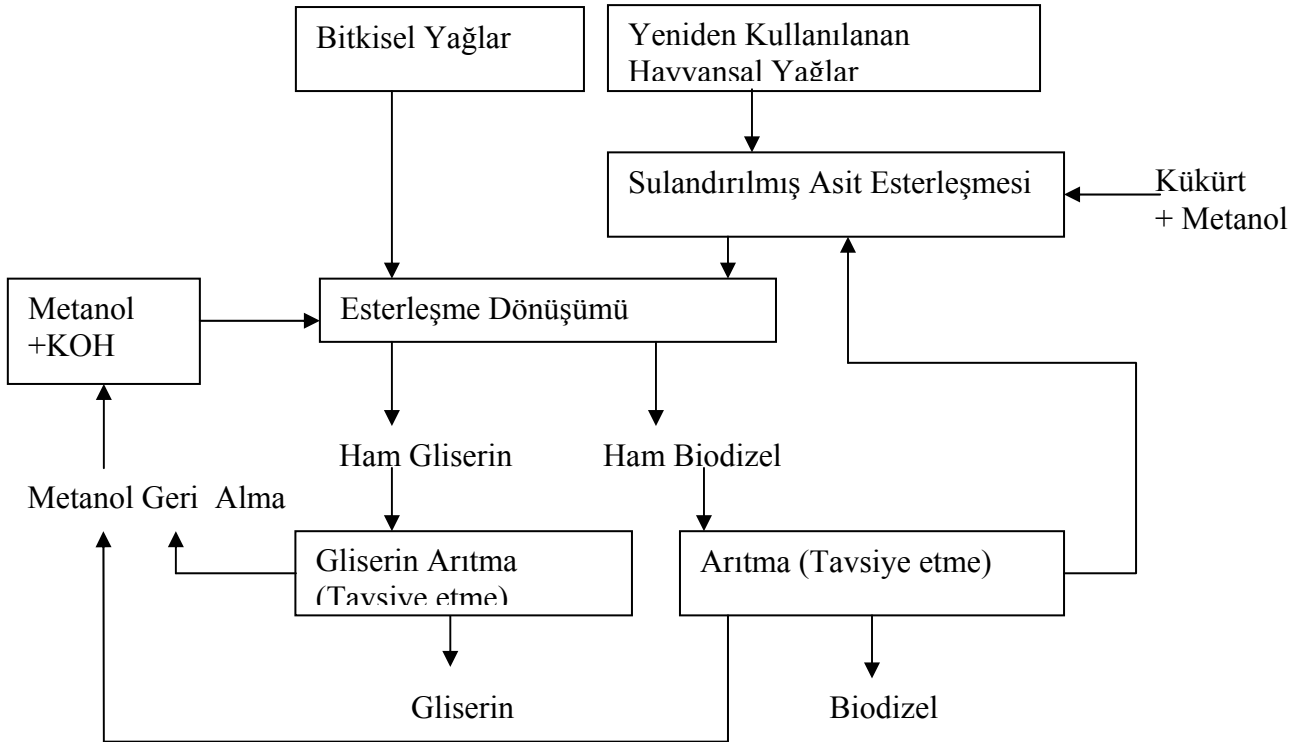 Bitkisel Yağlar
Yeniden Kullanılanan
Hayvansal Yağlar
Sulandırılmış Asit Esterleşmesi
Kükürt
+ Metanol
Metanol
+KOH
Esterleşme Dönüşümü
Ham Gliserin
Ham Biodizel
Metanol Geri Alma
Gliserin Arıtma
(Tavsiye etme)
Arıtma (Tavsiye etme)
Gliserin
Biodizel